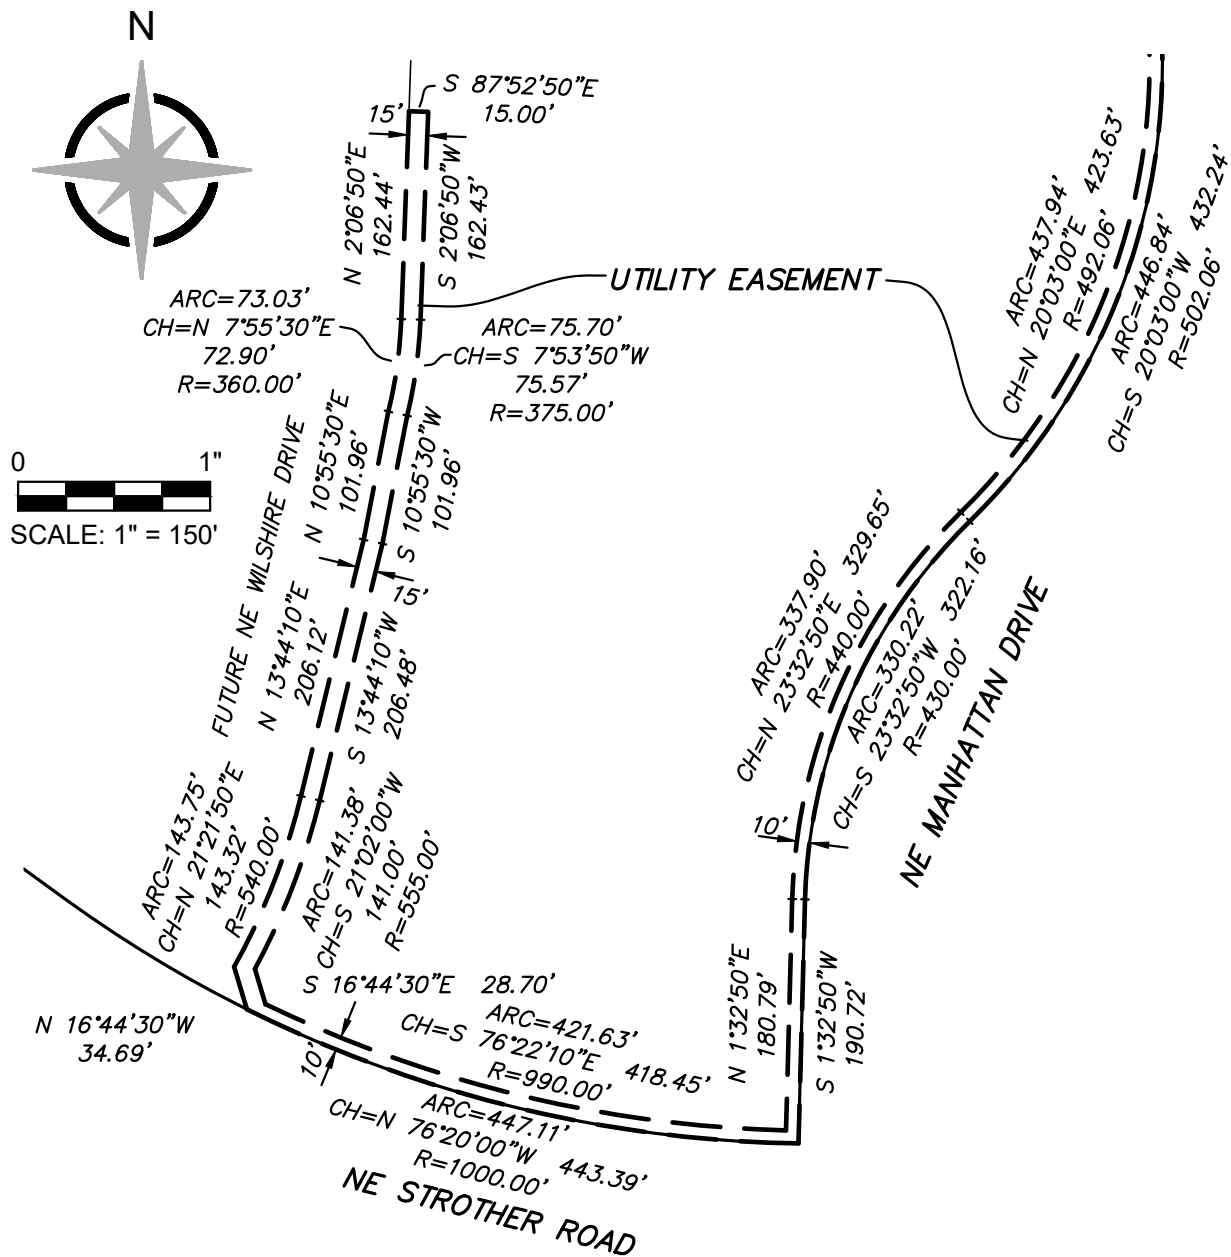 N
S 87°52'50"E
15.00'
15'
N 2°06'50"E
162.44'
S 2°06'50"W
162.43'
UTILITY EASEMENT
ARC=73.03'
CH=N 7°55'30"E
72.90'
R=360.00'
ARC=75.70'
CH=S 7°53'50"W
75.57'
R=375.00'
ARC=437.94'
CH=N 20°03'00"E 423.63'
R=492.06'
ARC=446.84'
CH=S 20°03'00"W 432.24'
R=502.06'
0 1"
SCALE: 1" = 150'
FUTURE NE WILSHIRE DRIVE
N 10°55'30"E
101.96'
S 10°55'30"W
101.96'
15'
N 13°44'10"E
206.12'
S 13°44'10"W
206.48'
ARC=337.90'
CH=N 23°32'50"E 329.65'
R=440.00'
ARC=330.22'
CH=S 23°32'50"W 322.16'
R=430.00'
NE MANHATTAN DRIVE
10'
ARC=143.75'
CH=N 21°21'50"E
143.32'
R=540.00'
ARC=141.38'
CH=S 21°02'00"W
141.00'
R=555.00'
S 16°44'30"E 28.70'
N 16°44'30"W
34.69'
10'
ARC=421.63'
CH=S 76°22'10"E 418.45'
R=990.00'
ARC=447.11'
CH=N 76°20'00"W 443.39'
R=1000.00'
N 1°32'50"E
180.79'
S 1°32'50"W
190.72'
NE STROTHER ROAD